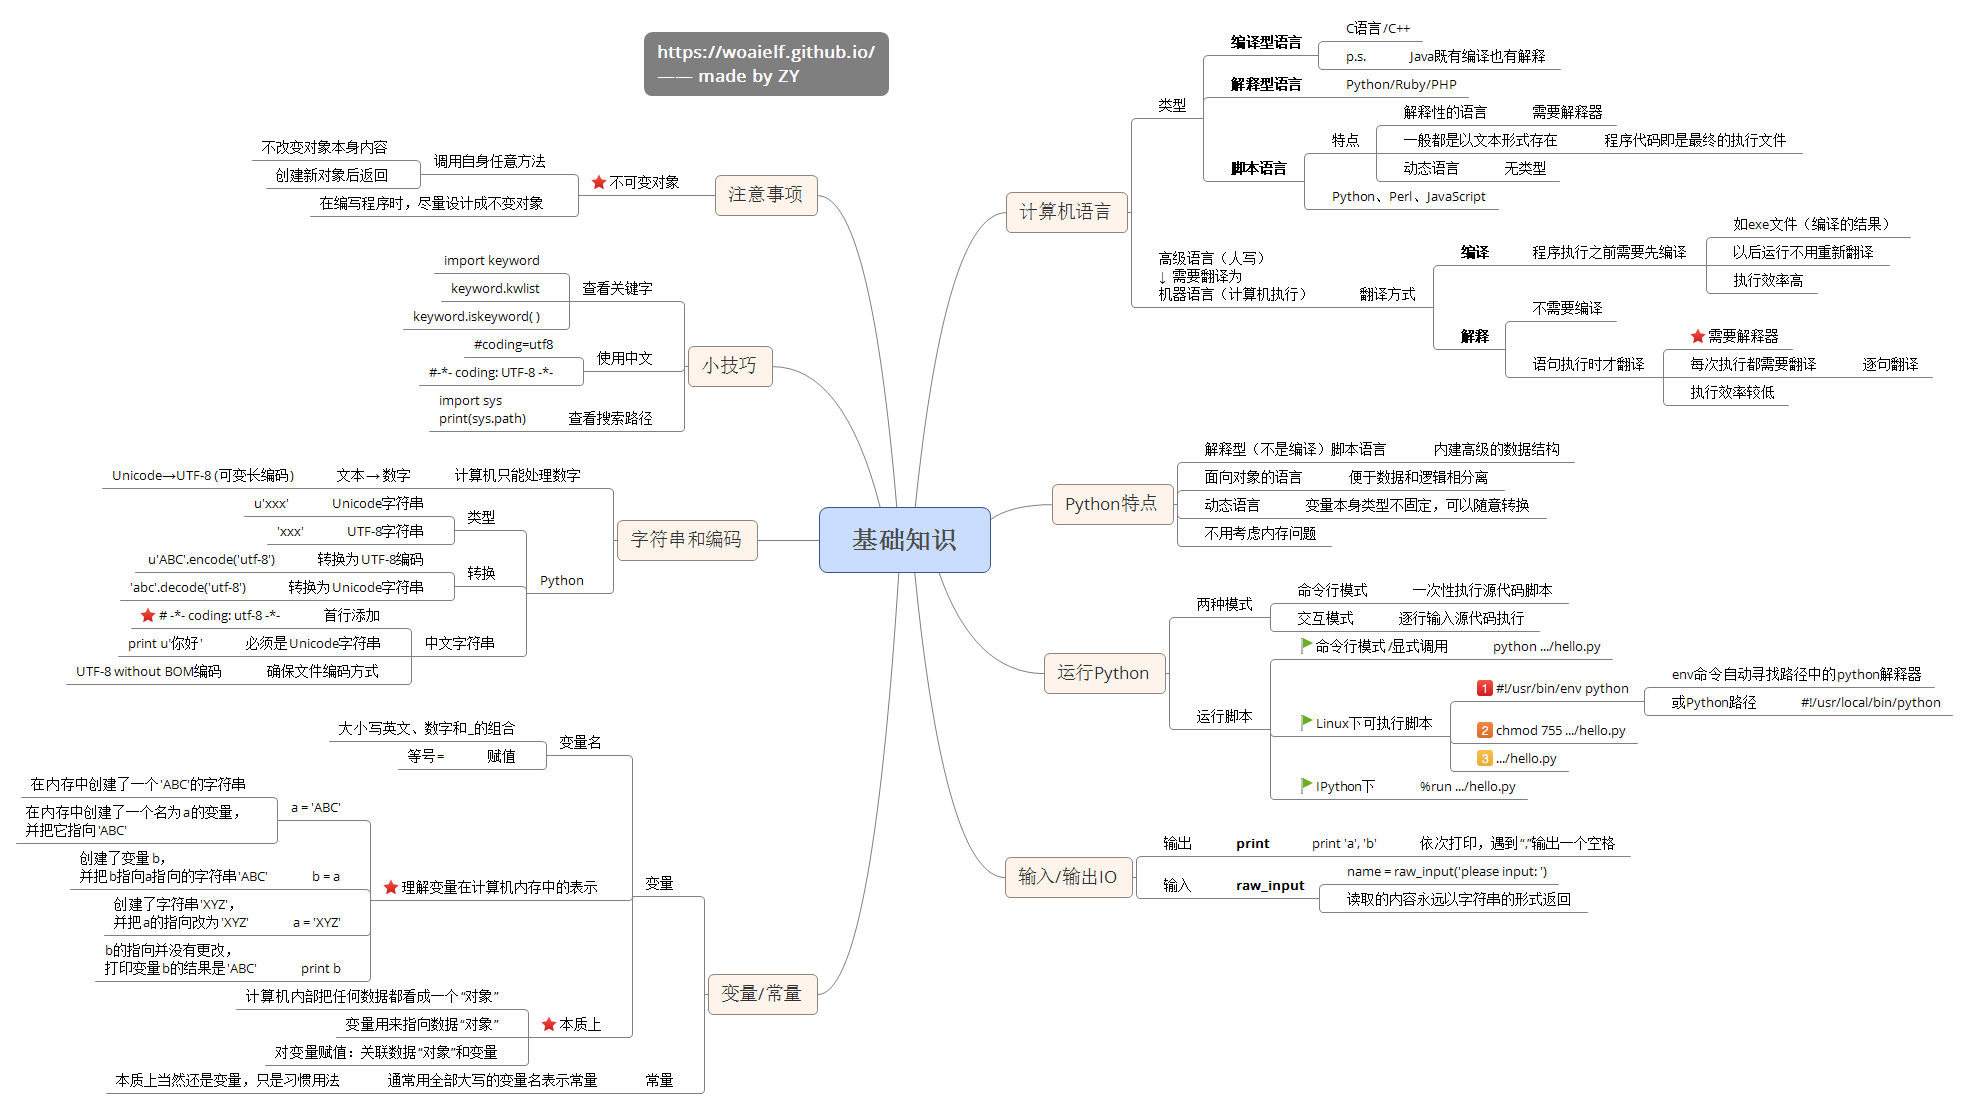 https://woaielf.github.io/
—— made by ZY
基础知识
计算机语言
类型
编译型语言
C语言/C++
p.s.
Java既有编译也有解释
解释型语言
Python/Ruby/PHP
脚本语言
特点
解释性的语言
需要解释器
一般都是以文本形式存在
程序代码即是最终的执行文件
动态语言
无类型
Python、Perl、JavaScript
高级语言（人写）
↓ 需要翻译为
机器语言（计算机执行）
翻译方式
编译
程序执行之前需要先编译
如exe文件（编译的结果）
以后运行不用重新翻译
执行效率高
解释
不需要编译
语句执行时才翻译
需要解释器
每次执行都需要翻译
逐句翻译
执行效率较低
Python特点
解释型（不是编译）脚本语言
内建高级的数据结构
面向对象的语言
便于数据和逻辑相分离
动态语言
变量本身类型不固定，可以随意转换
不用考虑内存问题
运行Python
两种模式
命令行模式
一次性执行源代码脚本
交互模式
逐行输入源代码执行
运行脚本
命令行模式/显式调用
python .../hello.py
Linux下可执行脚本
1 #!/usr/bin/env python
env命令自动寻找路径中的python解释器
或Python路径
#!/usr/local/bin/python
2 chmod 755 .../hello.py
3 .../hello.py
IPython下
%run .../hello.py
输入/输出IO
输出
print
print 'a', 'b'
依次打印，遇到“,”输出一个空格
输入
raw_input
name = raw_input('please input: ')
读取的内容永远以字符串的形式返回
注意事项
不可变对象
调用自身任意方法
不改变对象本身内容
创建新对象后返回
在编写程序时，尽量设计成不变对象
小技巧
查看关键字
import keyword
keyword.kwlist
keyword.iskeyword( )
使用中文
#coding=utf8
#-*- coding: UTF-8 -*-
查看搜索路径
import sys
print(sys.path)
字符串和编码
计算机只能处理数字
文本→数字
Unicode→UTF-8 (可变长编码)
Python
类型
Unicode字符串
u'xxx'
UTF-8字符串
'xxx'
转换
转换为UTF-8编码
u'ABC'.encode('utf-8')
转换为Unicode字符串
'abc'.decode('utf-8')
中文字符串
首行添加
# -*- coding: utf-8 -*-
必须是Unicode字符串
print u'你好'
确保文件编码方式
UTF-8 without BOM编码
变量/常量
变量
变量名
大小写英文、数字和_的组合
赋值
等号=
理解变量在计算机内存中的表示
a = 'ABC'
在内存中创建了一个'ABC'的字符串
在内存中创建了一个名为a的变量，
并把它指向'ABC'
b = a
创建了变量b，
并把b指向a指向的字符串'ABC'
a = 'XYZ'
创建了字符串'XYZ'，
并把a的指向改为'XYZ'
print b
b的指向并没有更改，
打印变量b的结果是'ABC'
本质上
计算机内部把任何数据都看成一个“对象”
变量用来指向数据“对象”
对变量赋值：关联数据“对象”和变量
常量
通常用全部大写的变量名表示常量
本质上当然还是变量，只是习惯用法